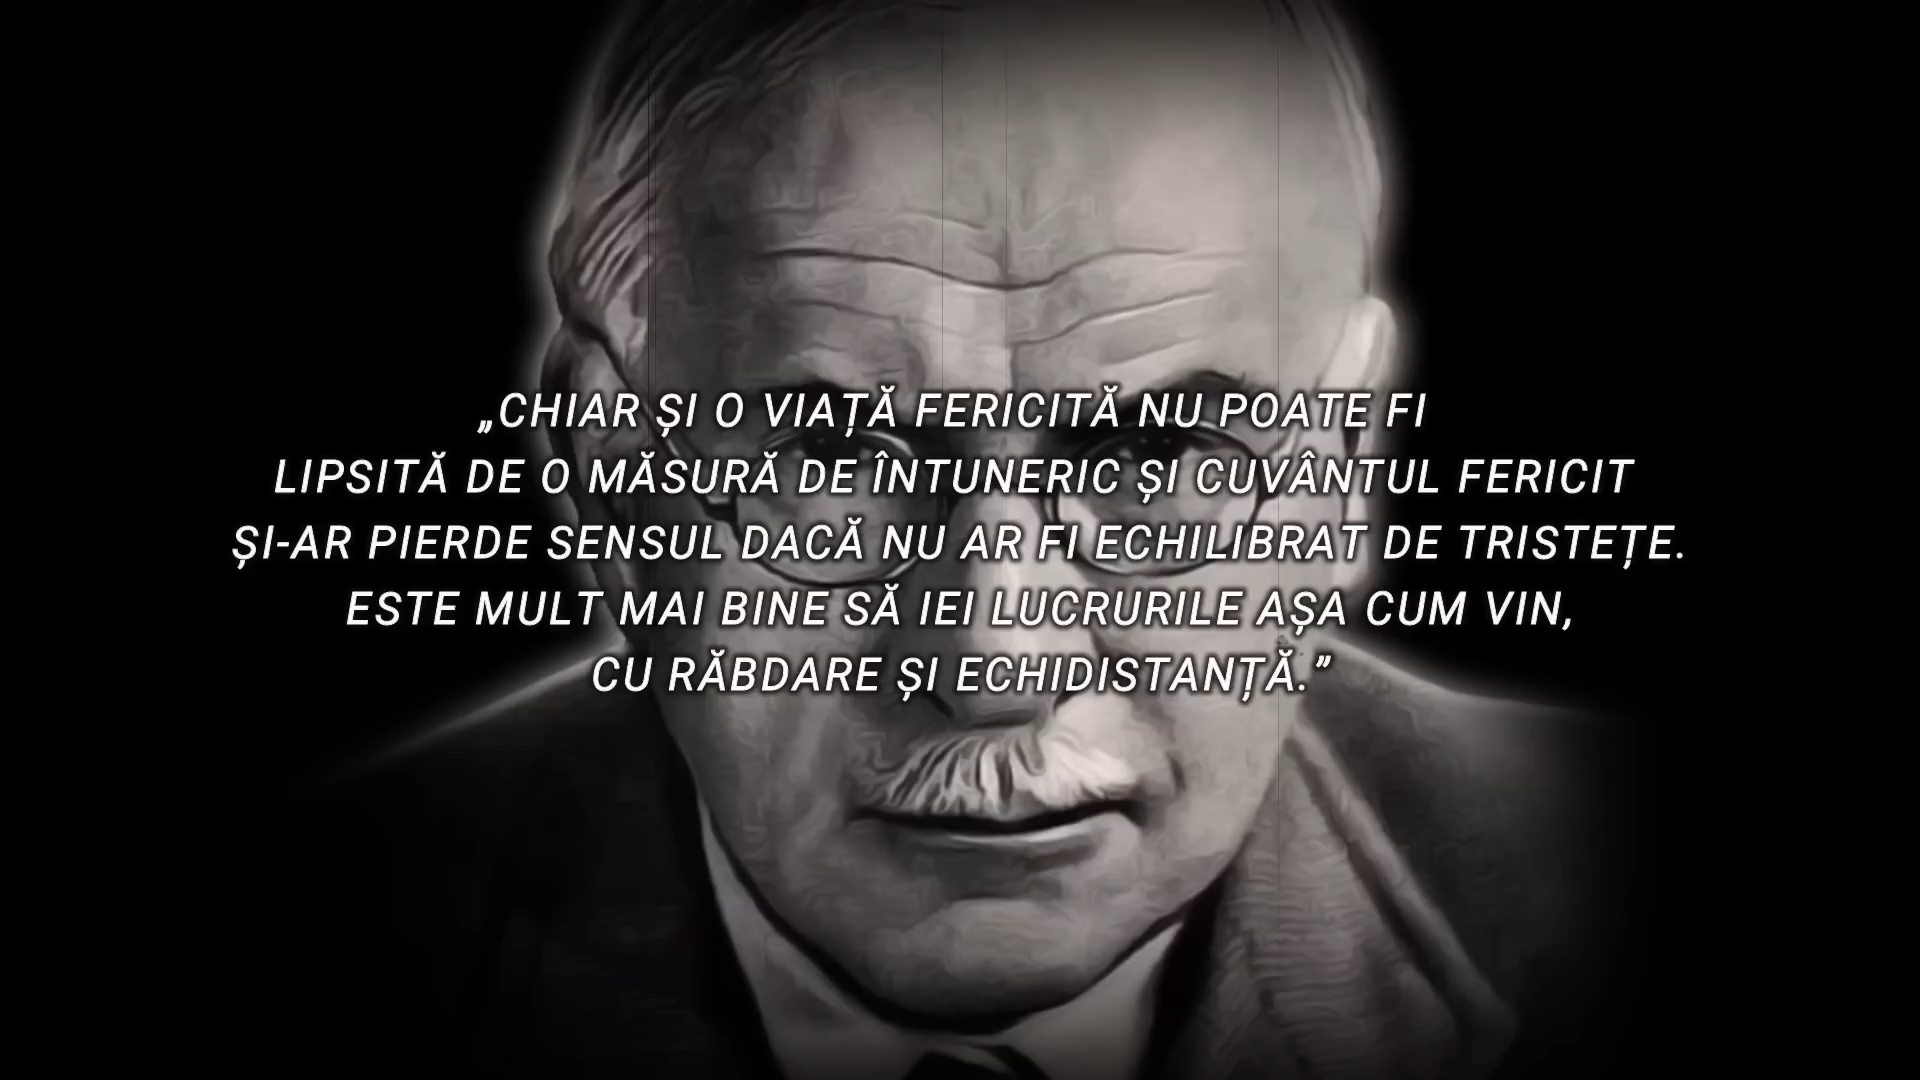 „CHIAR ȘI O VIAȚĂ FERICITĂ NU POATE FI
LIPSITĂ DE O MĂSURĂ DE ÎNTUNERIC ȘI CUVÂNTUL FERICIT
ȘI-AR PIERDE SENSUL DACĂ NU AR FI ECHILIBRAT DE TRISTEȚE.
ESTE MULT MAI BINE SĂ IEI LUCRURILE AȘA CUM VIN,
CU RĂBDARE ȘI ECHIDISTANȚĂ.”